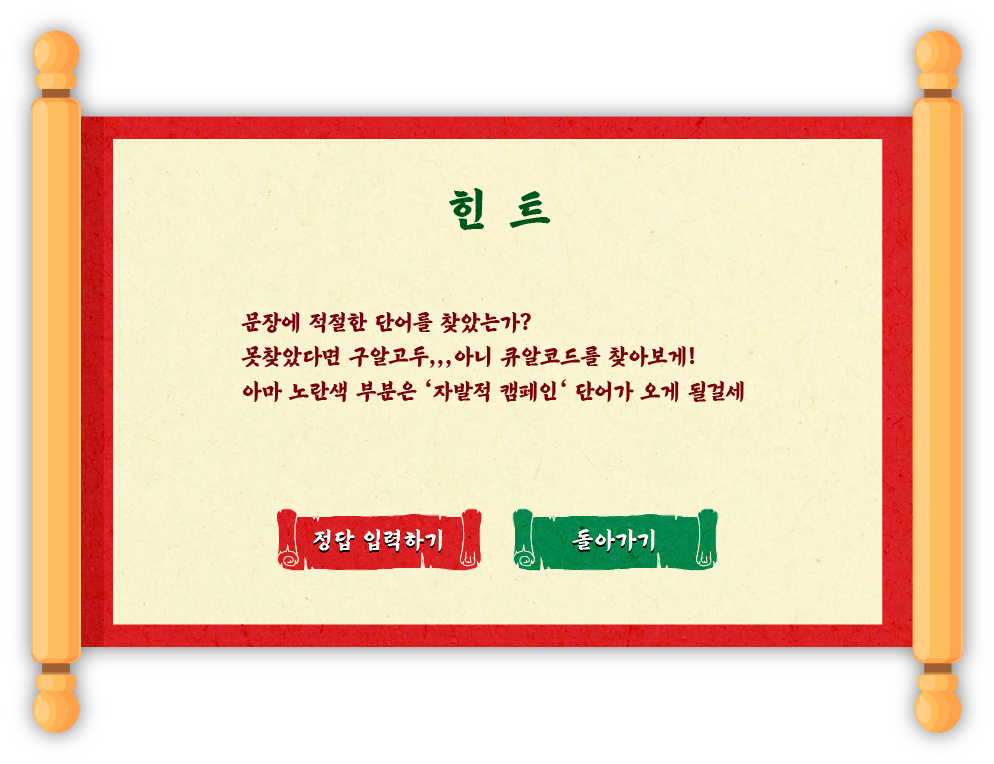 힌 트
문장에 적절한 단어를 찾았는가?
못찾았다면 구알고두,,,아니 큐알코드를 찾아보게!
아마 노란색 부분은 ‘자발적 캠페인‘ 단어가 오게 될걸세
정답 입력하기
돌아가기